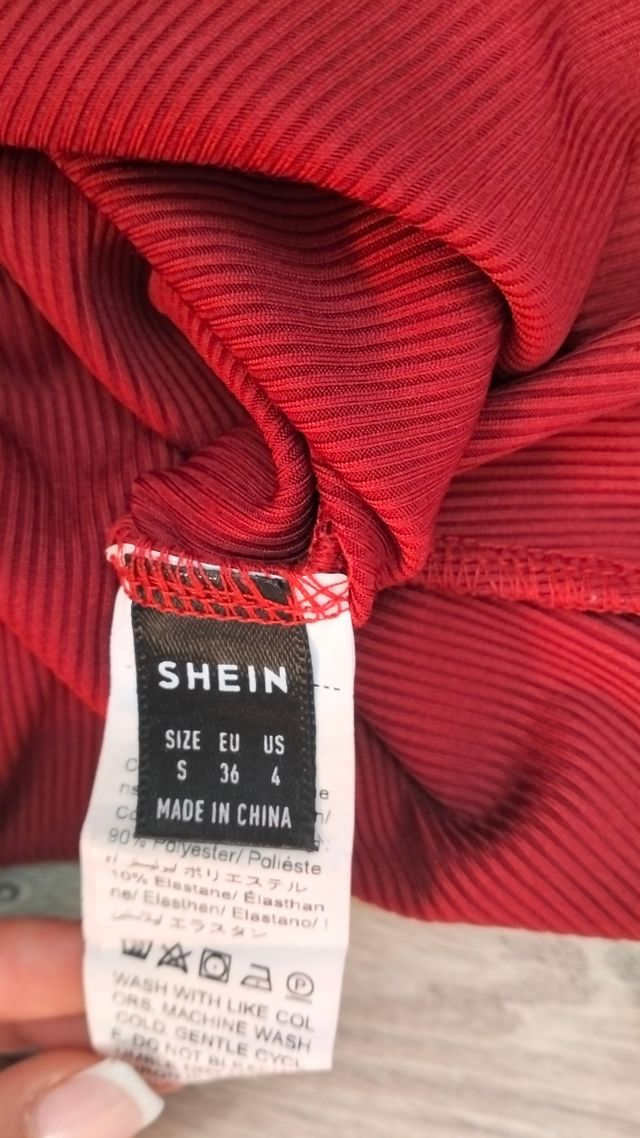 SHEIN
SIZE EU US
S 36 4
MADE IN CHINA
90% Polyester/ Poliéste
ポリエステル
10% Elastane/ Élasthan
ne/ Elasthan/ Elastano/
エラスタン
WASH WITH LIKE COL
ORS. MACHINE WASH
COLD. GENTLE CYCL
E. DO NOT